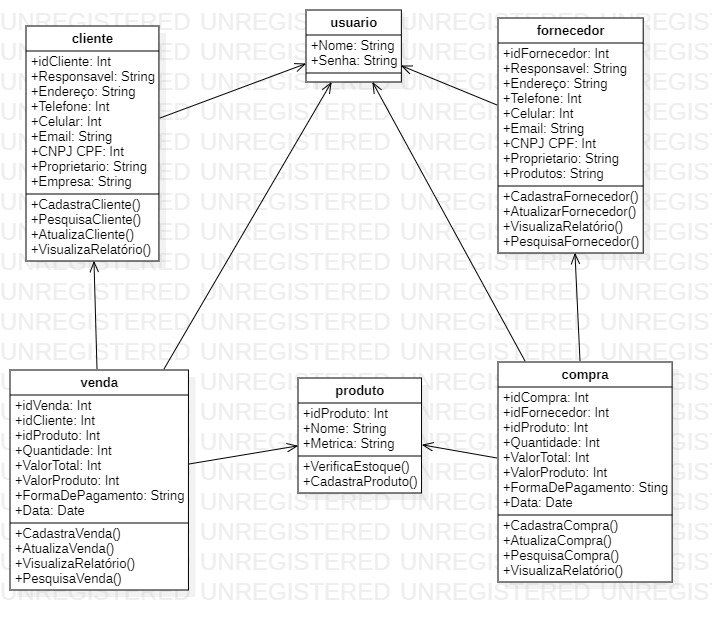 cliente
+idCliente: Int
+Responsavel: String
+Endereço: String
+Telefone: Int
+Celular: Int
+Email: String
+CNPJ CPF: Int
+Proprietario: String
+Empresa: String
+CadastraCliente()
+PesquisaCliente()
+AtualizaCliente()
+VisualizaRelatório()
usuario
+Nome: String
+Senha: String
fornecedor
+idFornecedor: Int
+Responsavel: String
+Endereço: String
+Telefone: Int
+Celular: Int
+Email: String
+CNPJ CPF: Int
+Proprietario: String
+Produtos: String
+CadastraFornecedor()
+AtualizarFornecedor()
+VisualizaRelatório()
+PesquisaFornecedor()
venda
+idVenda: Int
+idCliente: Int
+idProduto: Int
+Quantidade: Int
+ValorTotal: Int
+ValorProduto: Int
+FormaDePagamento: String
+Data: Date
+CadastraVenda()
+AtualizaVenda()
+VisualizaRelatório()
+PesquisaVenda()
produto
+idProduto: Int
+Nome: String
+Metrica: String
+VerificaEstoque()
+CadastraProduto()
compra
+idCompra: Int
+idFornecedor: Int
+idProduto: Int
+Quantidade: Int
+ValorTotal: Int
+ValorProduto: Int
+FormaDePagamento: Sting
+Data: Date
+CadastraCompra()
+AtualizaCompra()
+PesquisaCompra()
+VisualizaRelatório()
UNREGISTERED